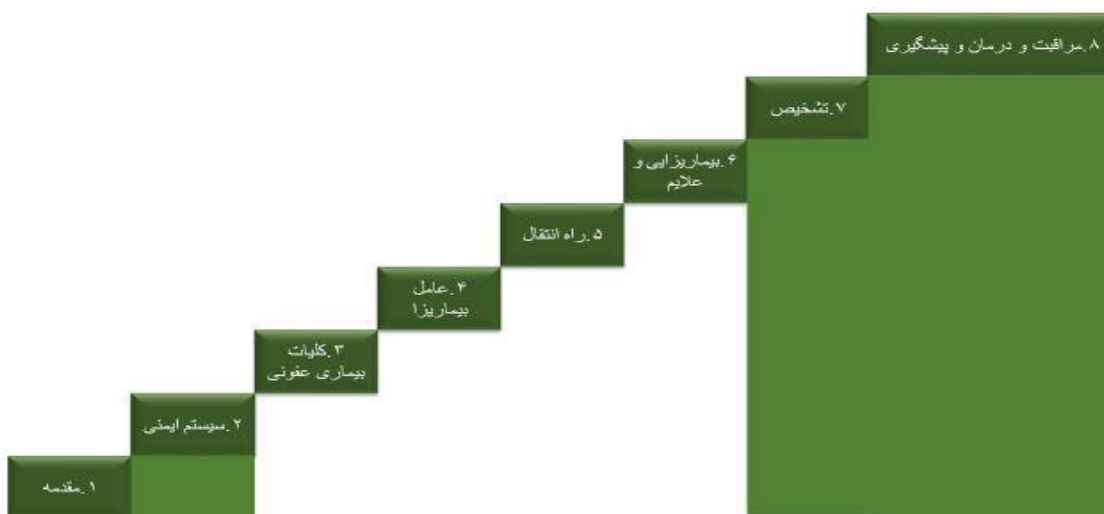 ۸.مراقبت و درمان و پیشگیری
۷.تشخیص
۶.بیماریزایی و
علایم
۵.راه انتقال
۴.عامل
بیماریزا
۳.کلیات
بیماری عفونی
۲.سیستم ایمنی
۱.مقدمه